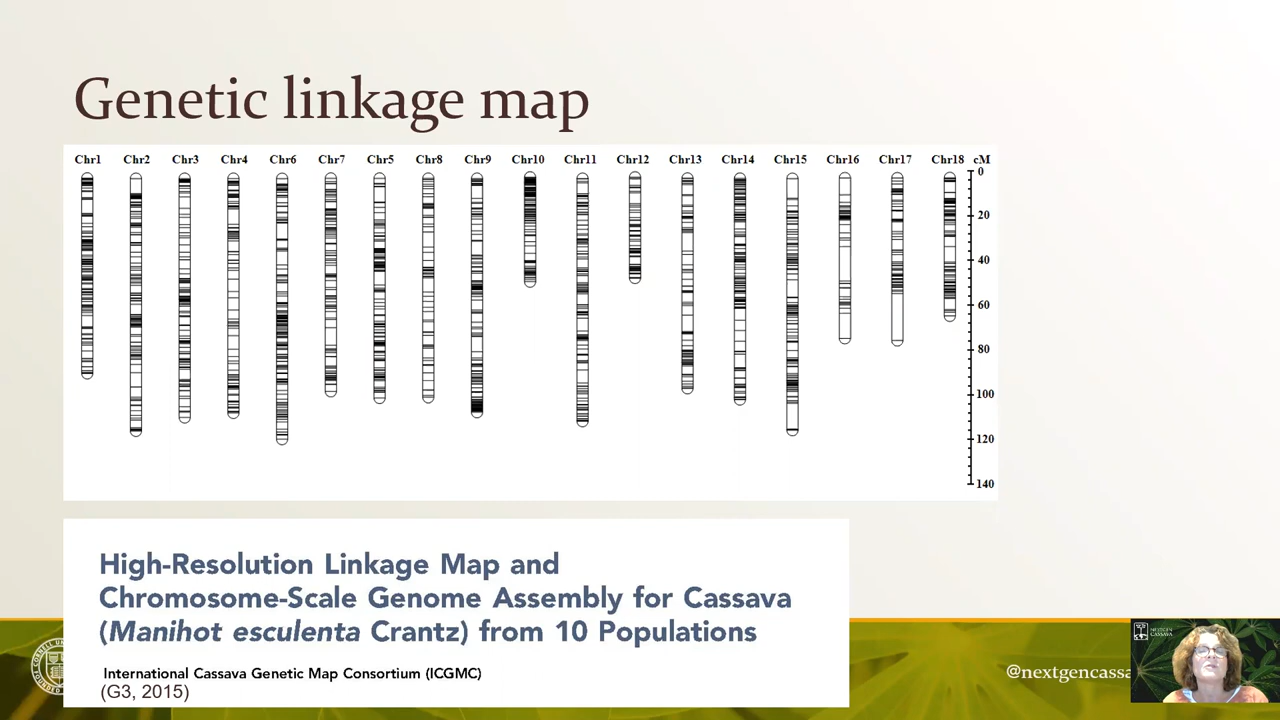 Genetic linkage map
Chr1 Chr2 Chr3 Chr4 Chr6 Chr7 Chr5 Chr8 Chr9 Chr10 Chr11 Chr12 Chr13 Chr14 Chr15 Chr16 Chr17 Chr18 cM
0
20
40
60
80
100
120
140
High-Resolution Linkage Map and
Chromosome-Scale Genome Assembly for Cassava
(Manihot esculenta Crantz) from 10 Populations
International Cassava Genetic Map Consortium (ICGMC)
(G3, 2015)
@nextgencassa
NEXTGEN
CASSAVA